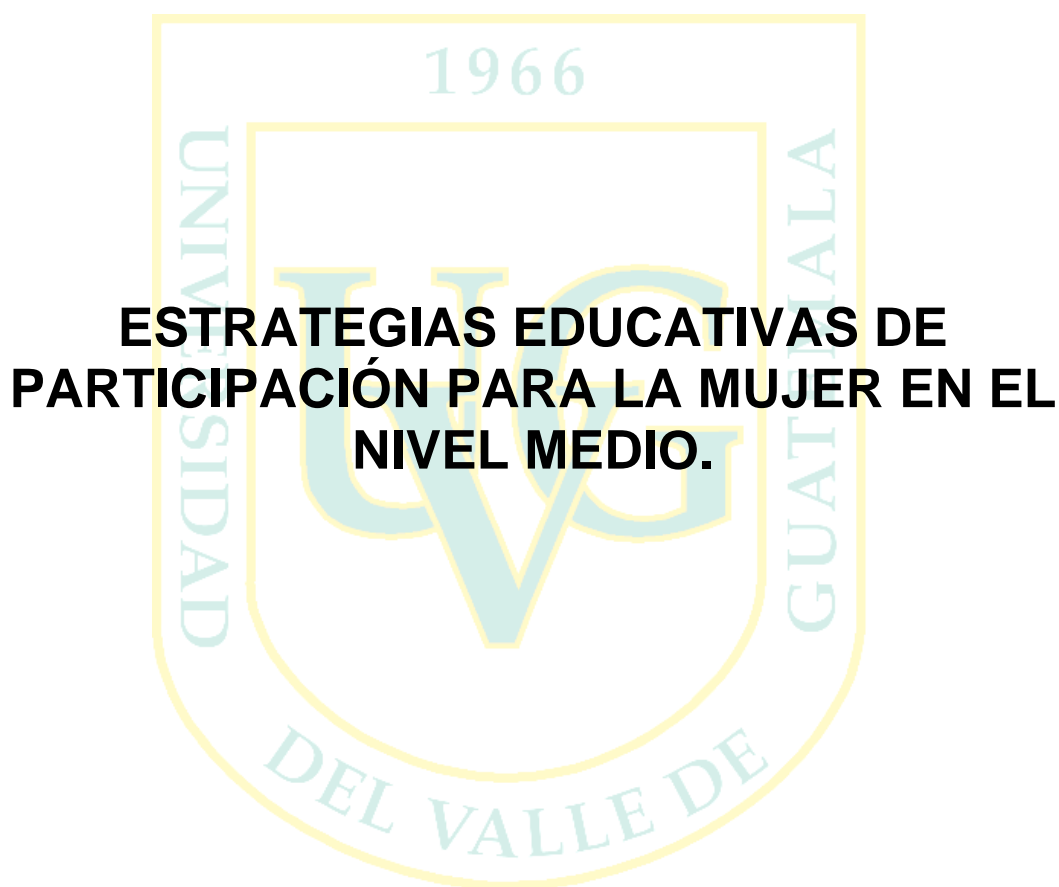 1966
UNIVERSIDAD
ESTRATEGIAS EDUCATIVAS DE
PARTICIPACIÓN PARA LA MUJER EN EL
NIVEL MEDIO.
UVG
GUATEMALA
DEL VALLE DE